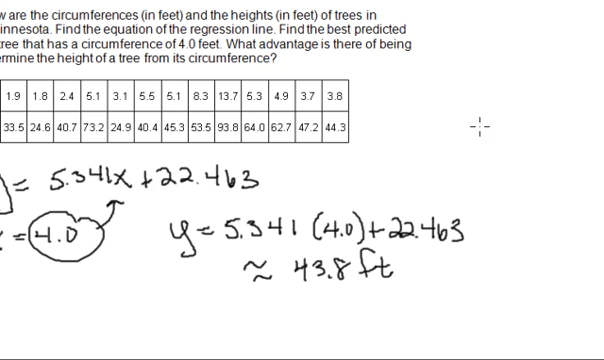 are the circumferences (in feet) and the heights (in feet) of trees in
Find the equation of the regression line. Find the best predicted
tree that has a circumference of 4.0 feet. What advantage is there of being
the height of a tree from its circumference?
1.9 1.8 2.4 5.1 3.1 5.5 5.1 8.3 13.7 5.3 4.9 3.7 3.8
33.5 24.6 40.7 73.2 24.9 40.4 45.3 53.5 93.8 64.0 62.7 47.2 44.3
= 5.341x + 22.463
= 4.0
y = 5.341 (4.0) + 22.463
≈ 43.8 ft